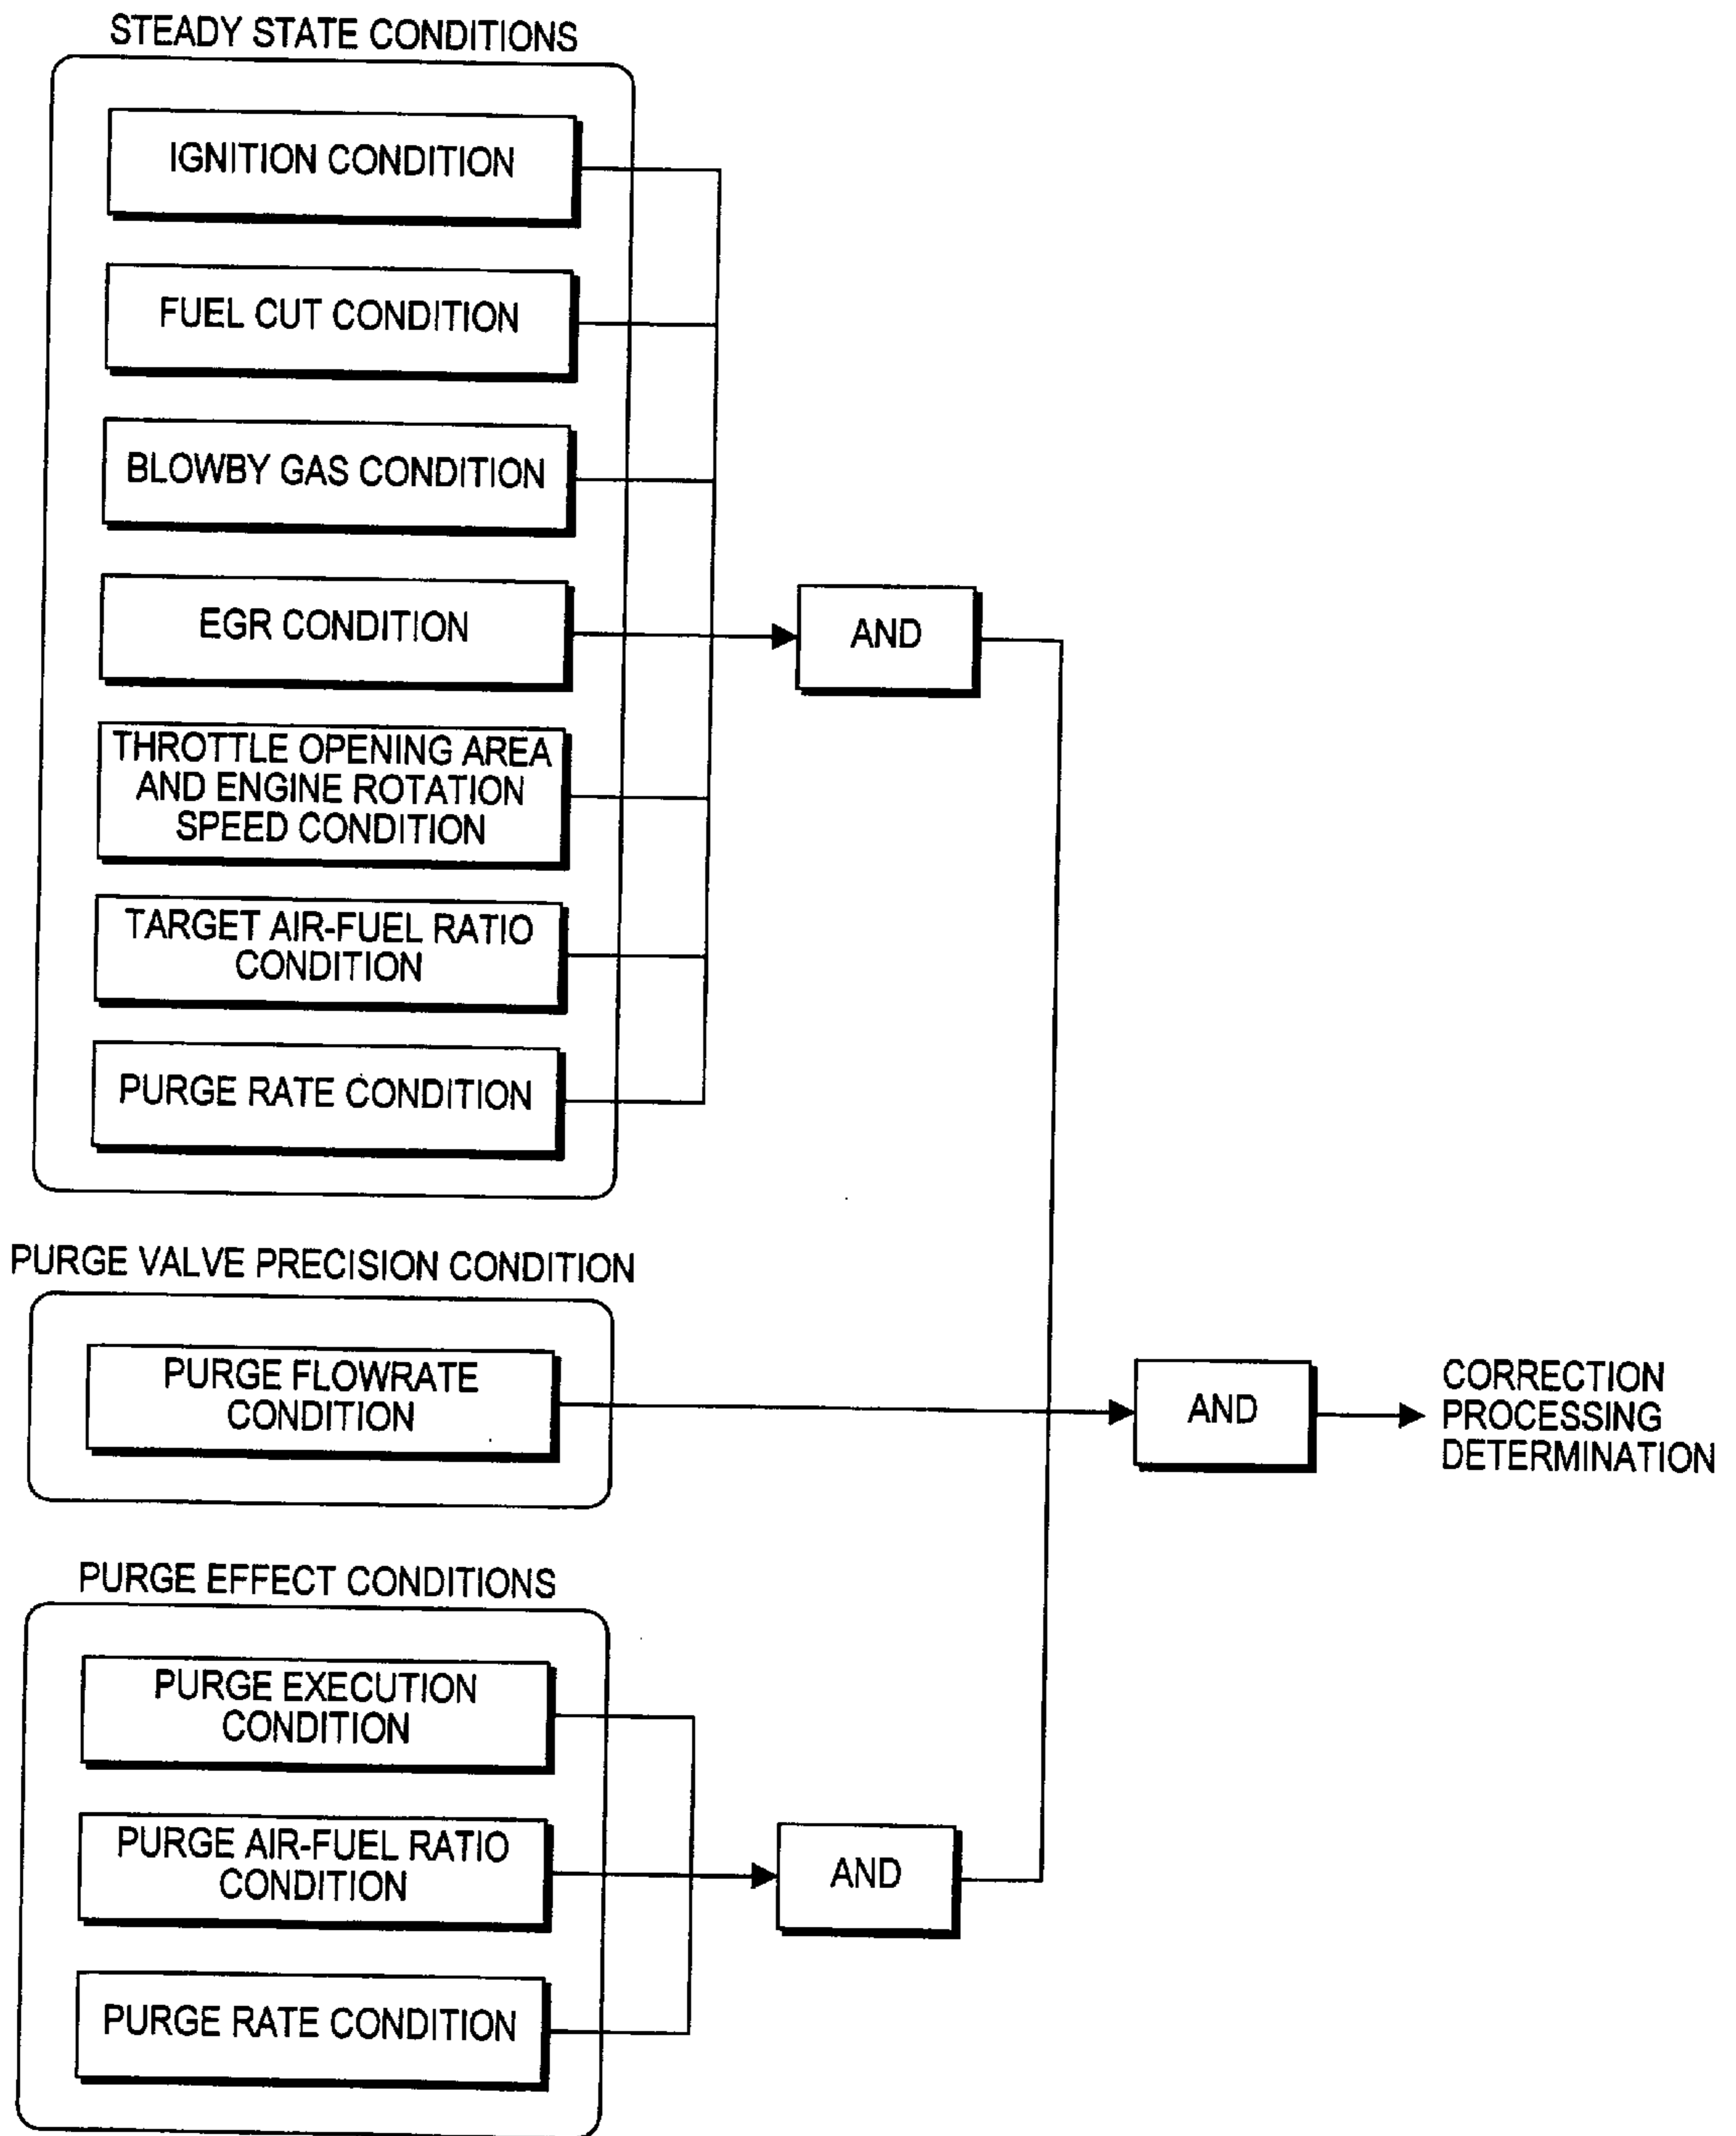 STEADY STATE CONDITIONS
IGNITION CONDITION
FUEL CUT CONDITION
BLOWBY GAS CONDITION
EGR CONDITION
AND
THROTTLE OPENING AREA
AND ENGINE ROTATION
SPEED CONDITION
TARGET AIR-FUEL RATIO
CONDITION
PURGE RATE CONDITION
PURGE VALVE PRECISION CONDITION
PURGE FLOWRATE
CONDITION
AND
CORRECTION
PROCESSING
DETERMINATION
PURGE EFFECT CONDITIONS
PURGE EXECUTION
CONDITION
PURGE AIR-FUEL RATIO
CONDITION
AND
PURGE RATE CONDITION